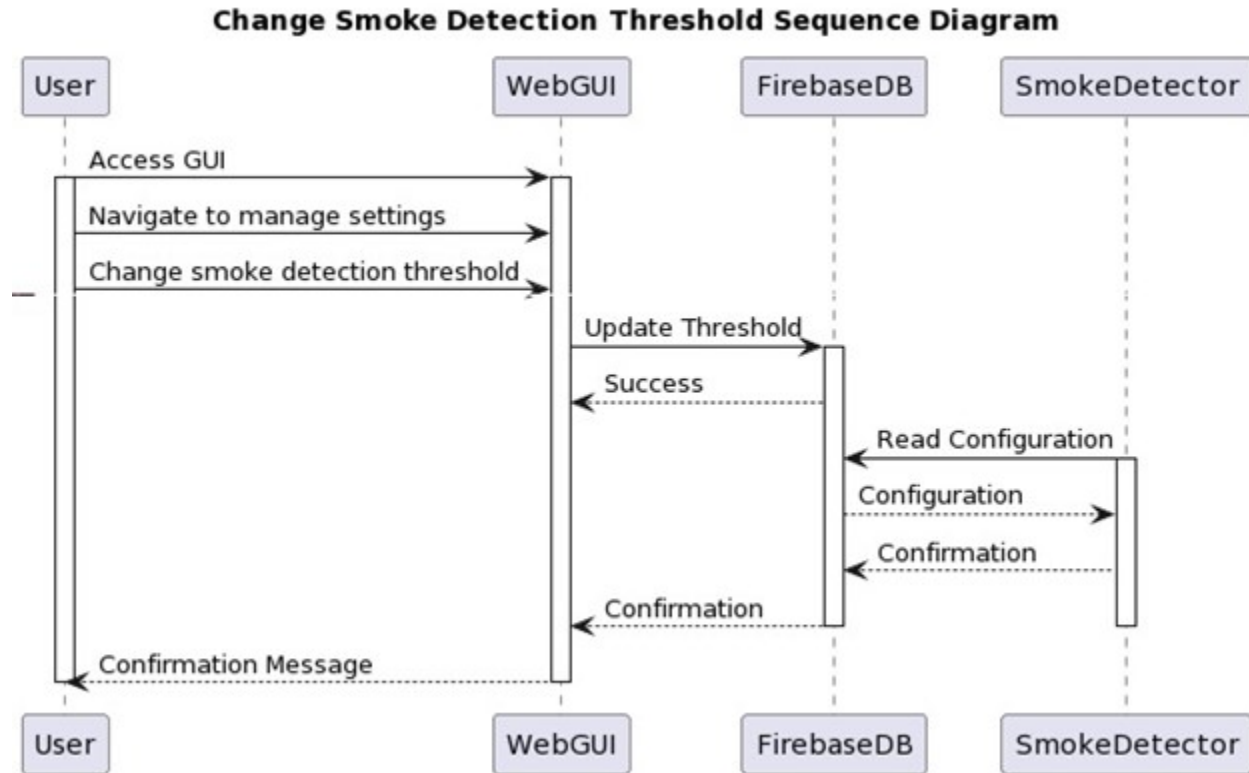 Change Smoke Detection Threshold Sequence Diagram
User
WebGUI
FirebaseDB
SmokeDetector
Access GUI
Navigate to manage settings
Change smoke detection threshold
Update Threshold
Success
Read Configuration
Configuration
Confirmation
Confirmation
Confirmation Message
User
WebGUI
FirebaseDB
SmokeDetector